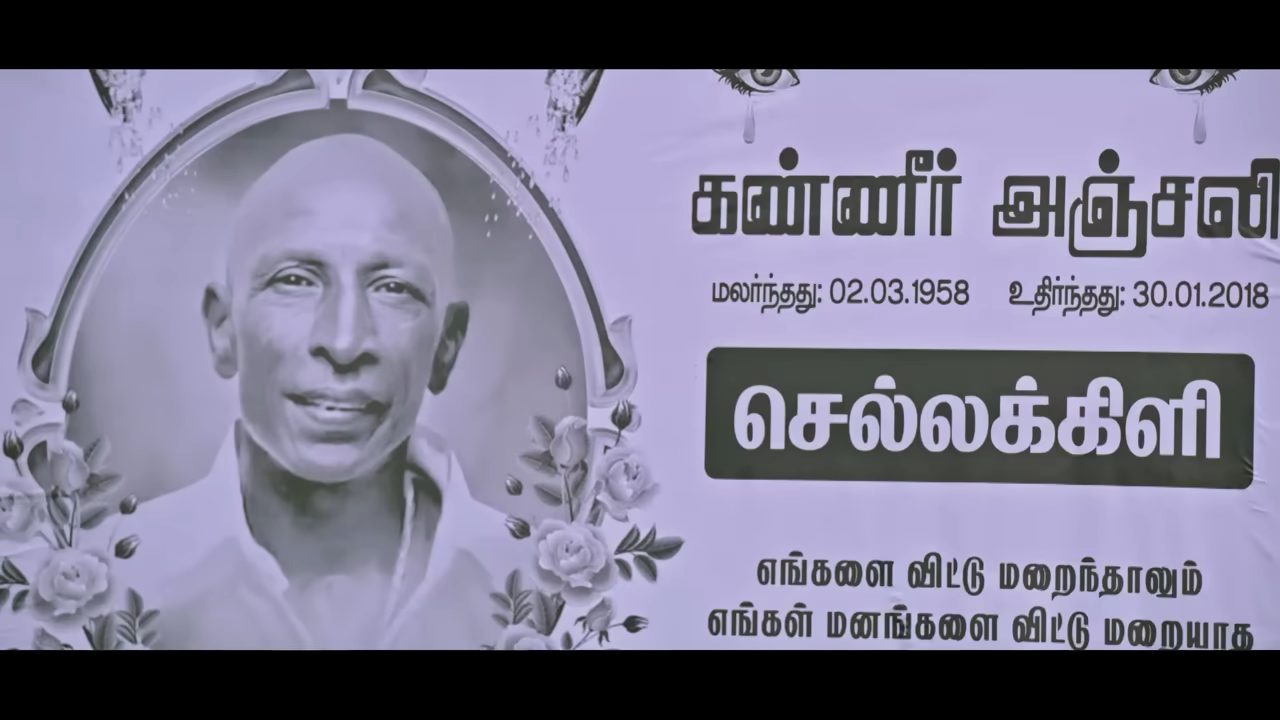 கண்ணீர் அஞ்சலி
மலர்ந்தது: 02.03.1958 உதிர்ந்தது: 30.01.2018
செல்லக்கிளி
எங்களை விட்டு மறைந்தாலும்
எங்கள் மனங்களை விட்டு மறையாத